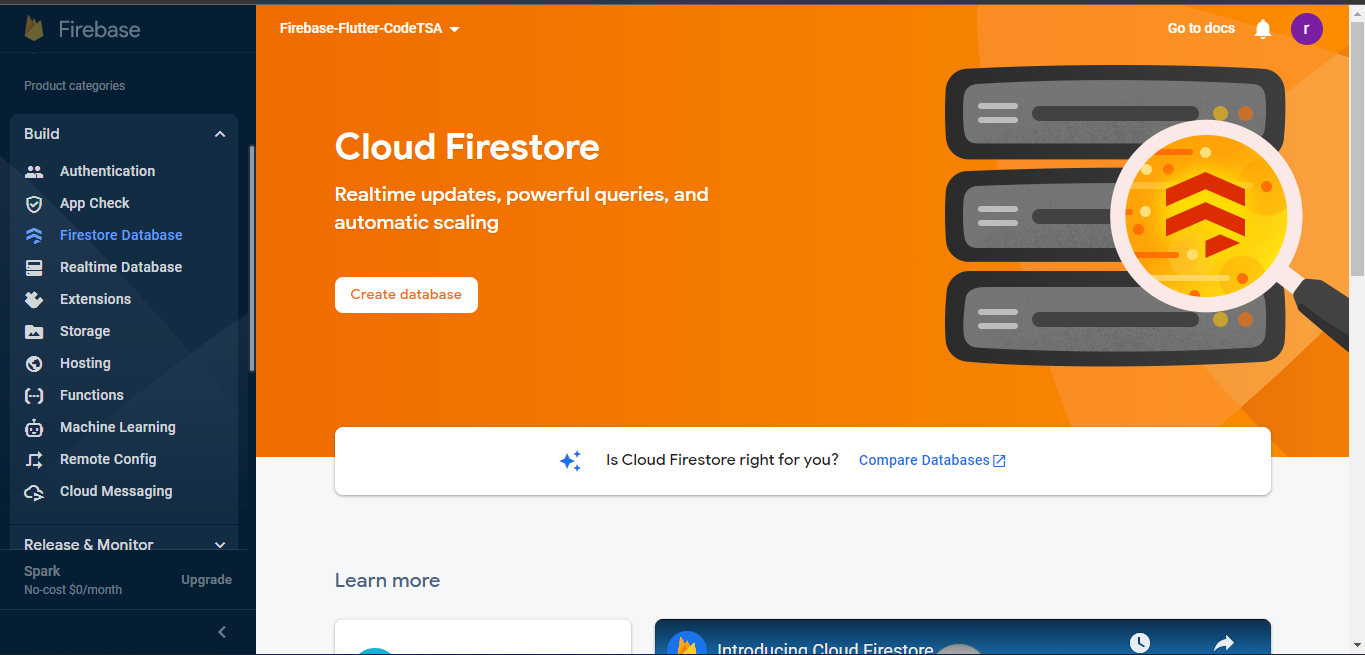 Firebase
Product categories
Build
Authentication
App Check
Firestore Database
Realtime Database
Extensions
Storage
Hosting
Functions
Machine Learning
Remote Config
Cloud Messaging
Release & Monitor
Spark
No-cost $0/month
Upgrade
Firebase-Flutter-CodeTSA
Go to docs
r
Cloud Firestore
Realtime updates, powerful queries, and
automatic scaling
Create database
Is Cloud Firestore right for you? Compare Databases
Learn more
Introducing Cloud Firestore